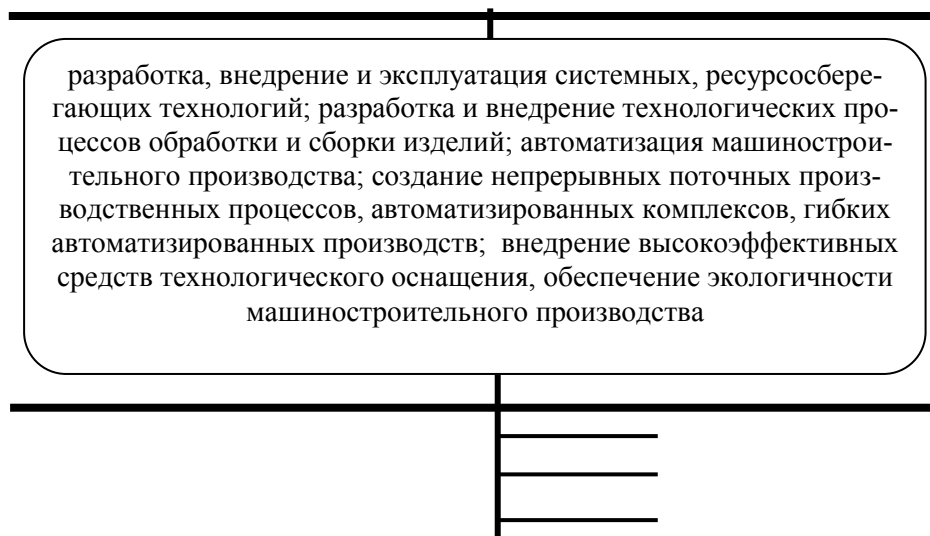 разработка, внедрение и эксплуатация системных, ресурсосбере-
гающих технологий; разработка и внедрение технологических про-
цессов обработки и сборки изделий; автоматизация машинострои-
тельного производства; создание непрерывных поточных произ-
водственных процессов, автоматизированных комплексов, гибких
автоматизированных производств;  внедрение высокоэффективных
средств технологического оснащения, обеспечение экологичности
машиностроительного производства